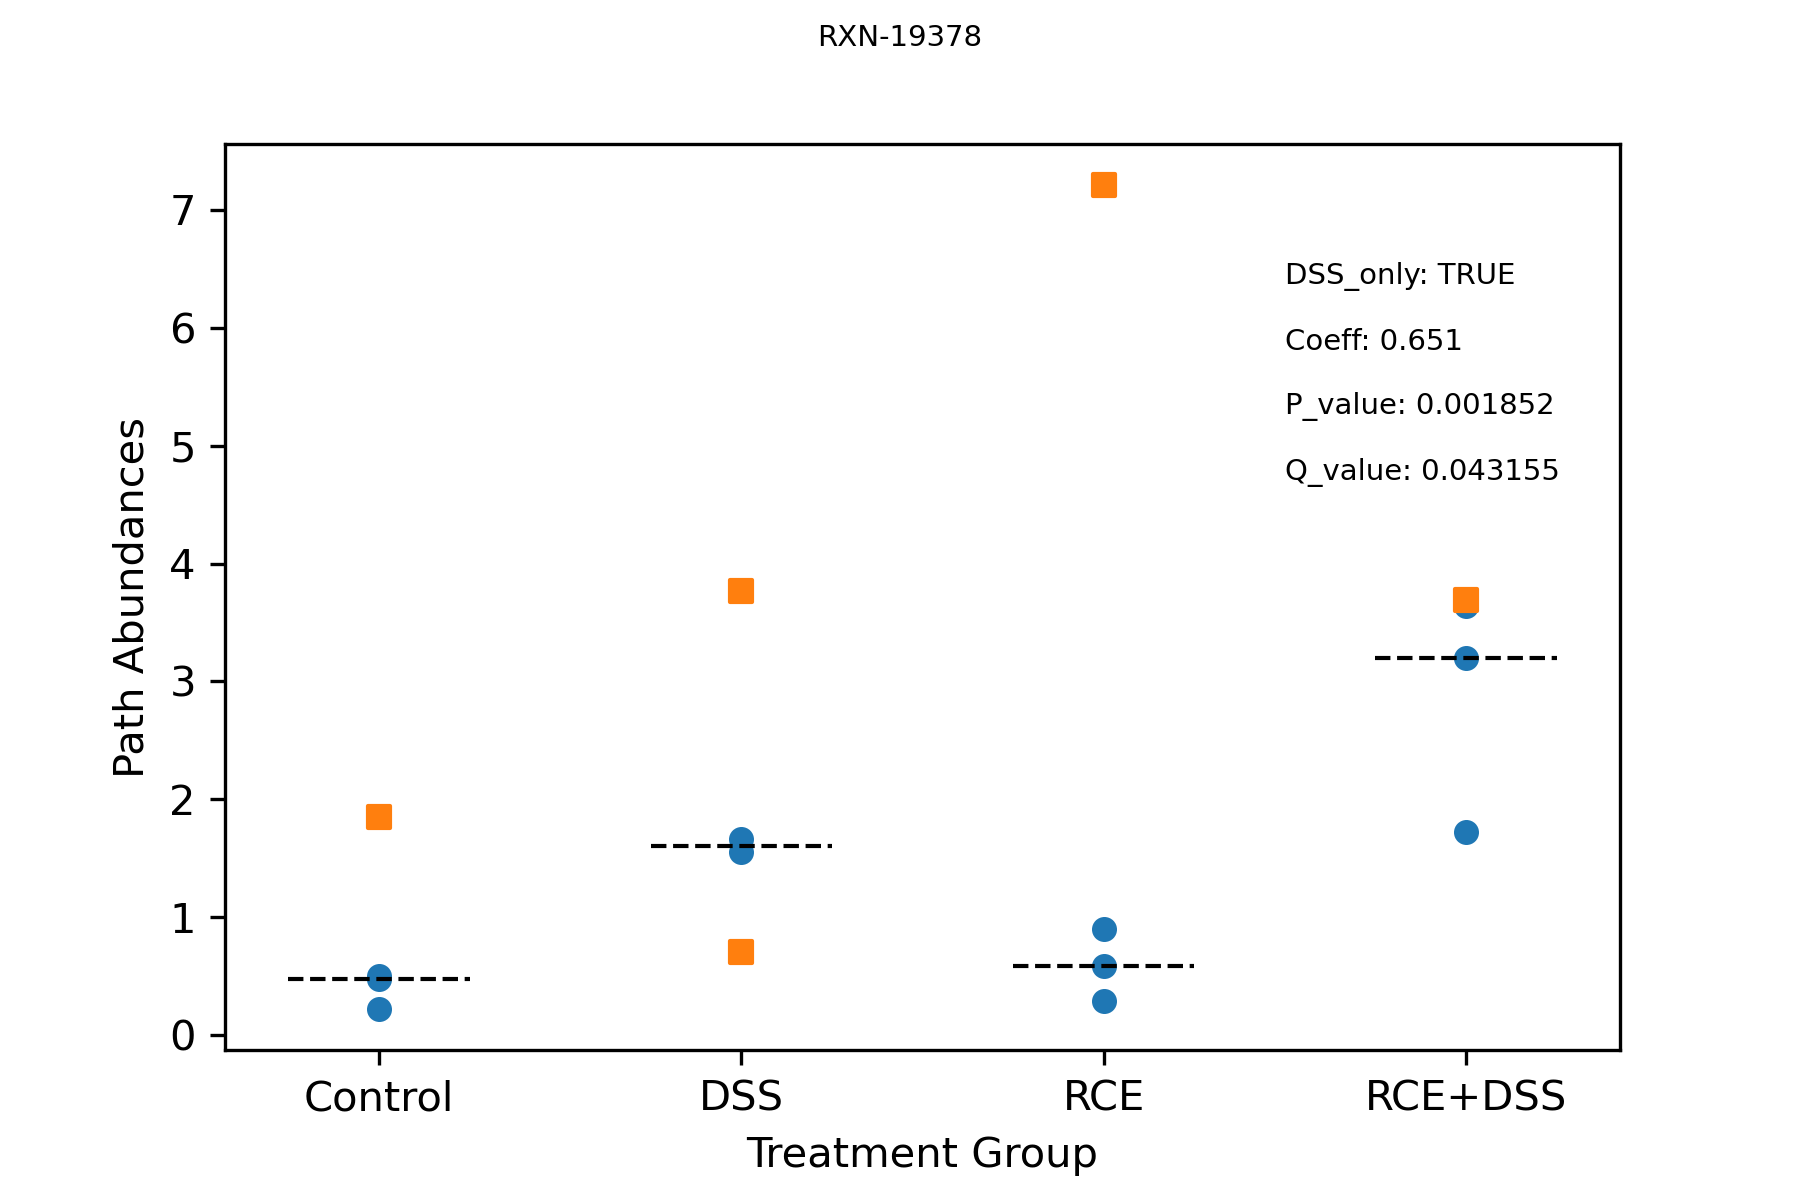 RXN-19378
7
6
5
4
3
2
1
0
Path Abundances
DSS_only: TRUE
Coeff: 0.651
P_value: 0.001852
Q_value: 0.043155
Control
DSS
RCE
RCE+DSS
Treatment Group